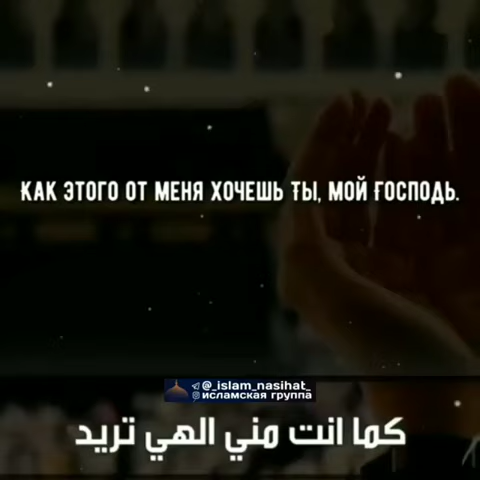 КАК ЭТОГО ОТ МЕНЯ ХОЧЕШЬ ТЫ, МОЙ ГОСПОДЬ.
@_islam_nasihat_
исламская группа
كما انت مني الهي تريد